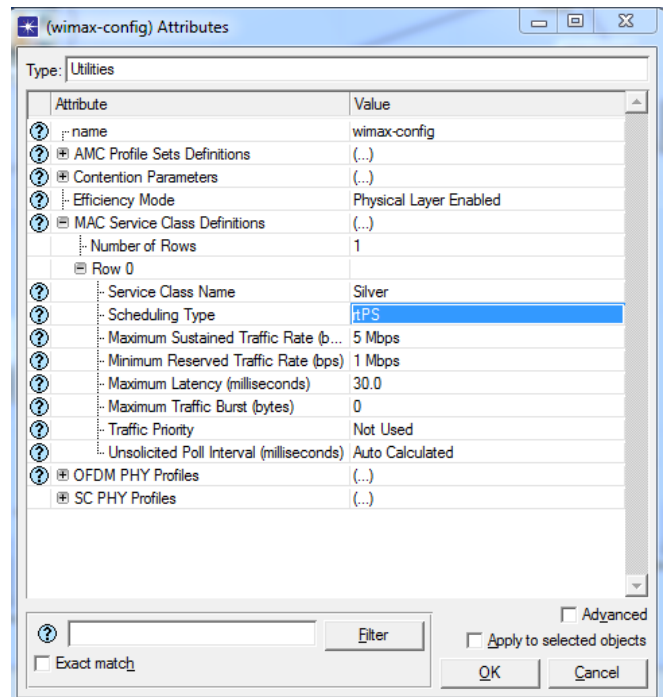 (wimax-config) Attributes
Type: Utilities
Attribute Value
name wimax-config
AMC Profile Sets Definitions (...)
Contention Parameters (...)
Efficiency Mode Physical Layer Enabled
MAC Service Class Definitions (...)
Number of Rows 1
Row 0
Service Class Name Silver
Scheduling Type rtPS
Maximum Sustained Traffic Rate (b... 5 Mbps
Minimum Reserved Traffic Rate (bps) 1 Mbps
Maximum Latency (milliseconds) 30.0
Maximum Traffic Burst (bytes) 0
Traffic Priority Not Used
Unsolicited Poll Interval (milliseconds) Auto Calculated
OFDM PHY Profiles (...)
SC PHY Profiles (...)
Advanced
Filter
Apply to selected objects
Exact match
OK Cancel